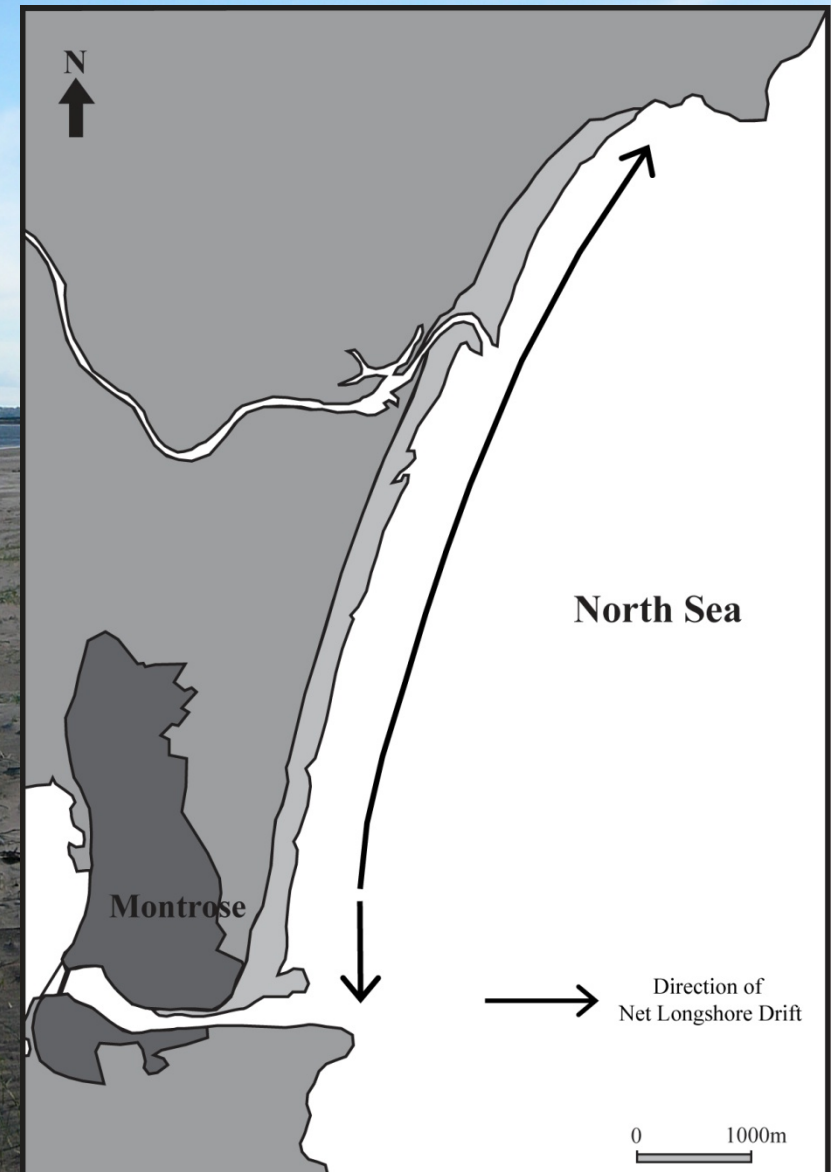 N
North Sea
Montrose
Direction of
Net Longshore Drift
0 1000m